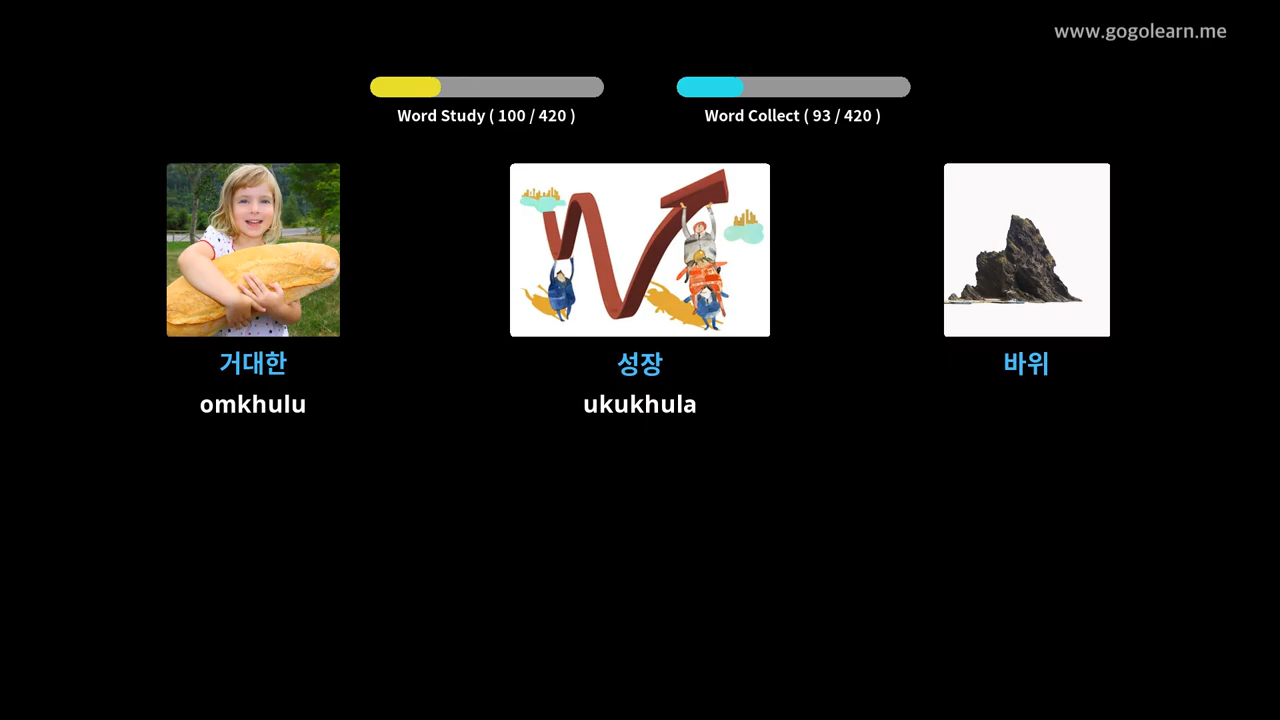 www.gogolearn.me
Word Study ( 100 / 420 )
Word Collect ( 93 / 420 )
거대한
성장
바위
omkhulu
ukukhula